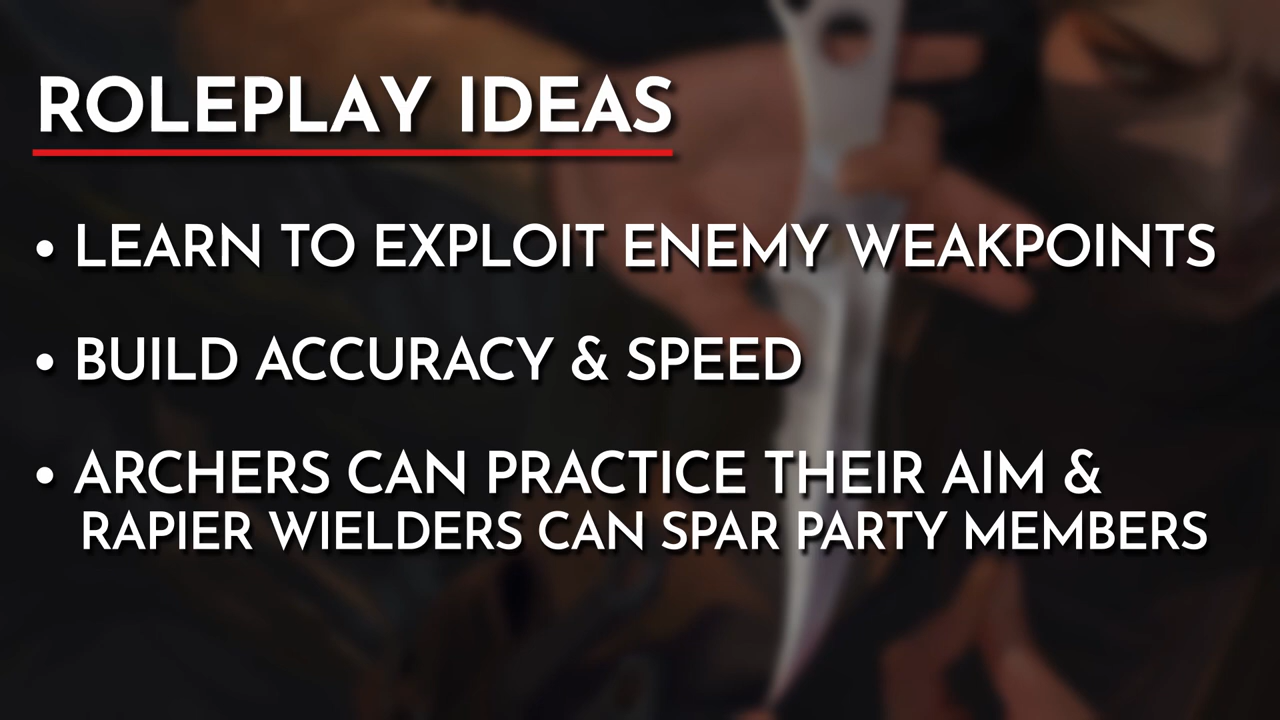 ROLEPLAY IDEAS
• LEARN TO EXPLOIT ENEMY WEAKPOINTS
• BUILD ACCURACY & SPEED
• ARCHERS CAN PRACTICE THEIR AIM &
RAPIER WIELDERS CAN SPAR PARTY MEMBERS